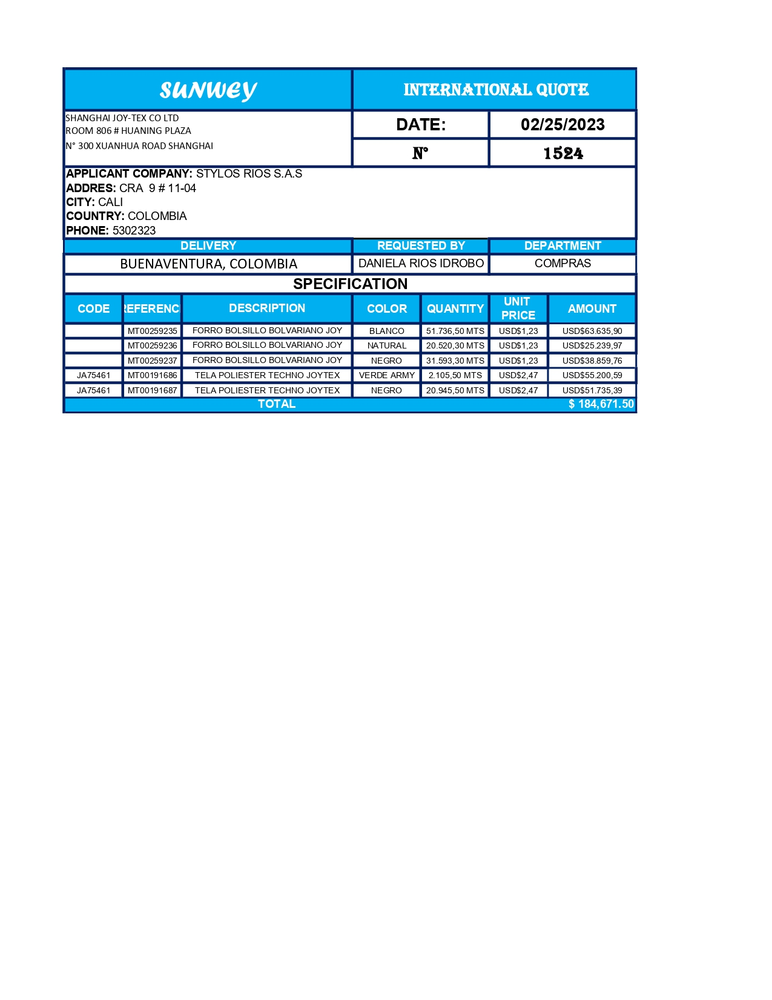 SUNWEY
INTERNATIONAL QUOTE
SHANGHAI JOY-TEX CO LTD
ROOM 806 # HUANING PLAZA
N° 300 XUANHUA ROAD SHANGHAI
DATE: 02/25/2023
N° 1524
APPLICANT COMPANY: STYLOS RIOS S.A.S
ADDRES: CRA 9 # 11-04
CITY: CALI
COUNTRY: COLOMBIA
PHONE: 5302323
DELIVERY REQUESTED BY DEPARTMENT
BUENAVENTURA, COLOMBIA DANIELA RIOS IDROBO COMPRAS
SPECIFICATION
CODE REFERENC DESCRIPTION COLOR QUANTITY UNIT PRICE AMOUNT
MT00259235 FORRO BOLSILLO BOLVARIANO JOY BLANCO 51.736,50 MTS USD$1,23 USD$63.635,90
MT00259236 FORRO BOLSILLO BOLVARIANO JOY NATURAL 20.520,30 MTS USD$1,23 USD$25.239,97
MT00259237 FORRO BOLSILLO BOLVARIANO JOY NEGRO 31.593,30 MTS USD$1,23 USD$38.859,76
JA75461 MT00191686 TELA POLIESTER TECHNO JOYTEX VERDE ARMY 2.105,50 MTS USD$2,47 USD$55.200,59
JA75461 MT00191687 TELA POLIESTER TECHNO JOYTEX NEGRO 20.945,50 MTS USD$2,47 USD$51.735,39
TOTAL $ 184,671.50